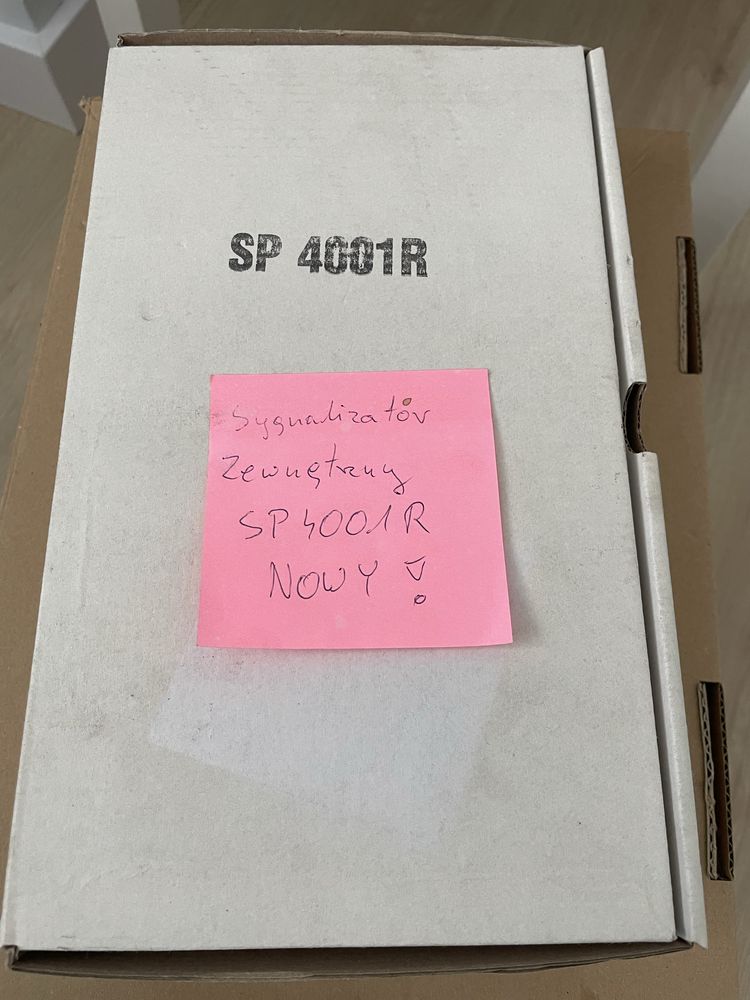 SP 4001R
Sygnalizatór
Zewnętrzny
SP4001R
NOWY !